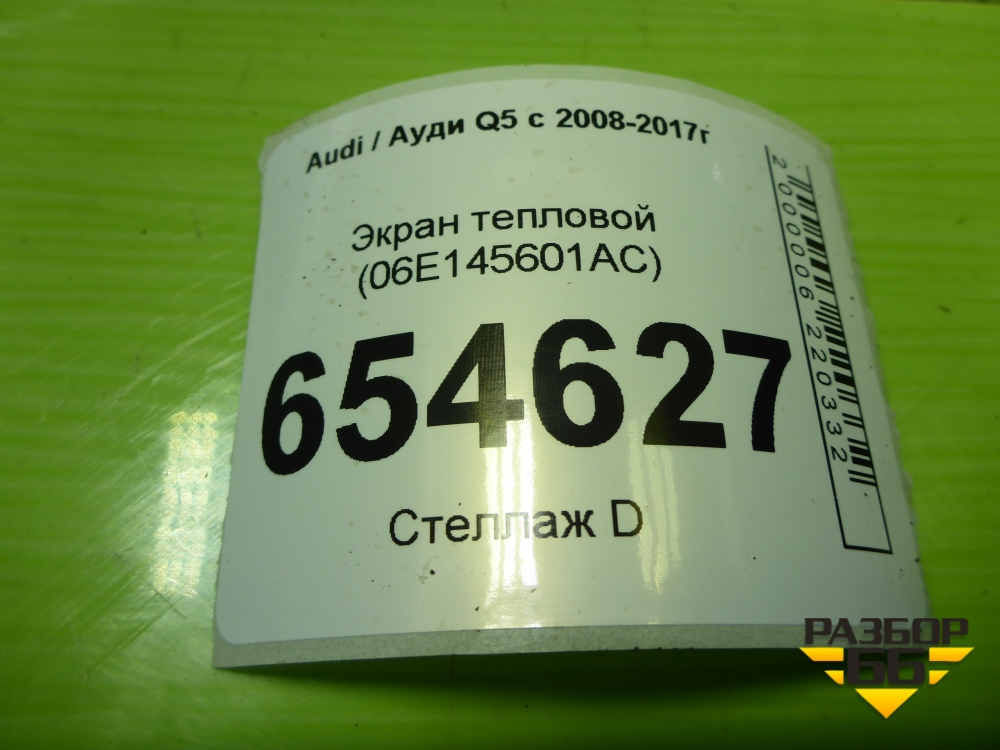 Audi / Ауди Q5 с 2008-2017г
Экран тепловой
(06E145601AC)
654627
Стеллаж D
2000006220332
РАЗБОР
66